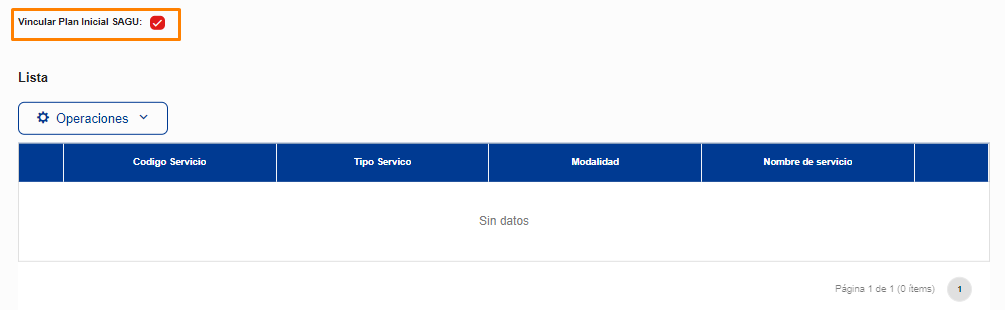 Vincular Plan Inicial SAGU:
Lista
Operaciones
Codigo Servicio Tipo Servico Modalidad Nombre de servicio
Sin datos
Página 1 de 1 (0 ítems) 1